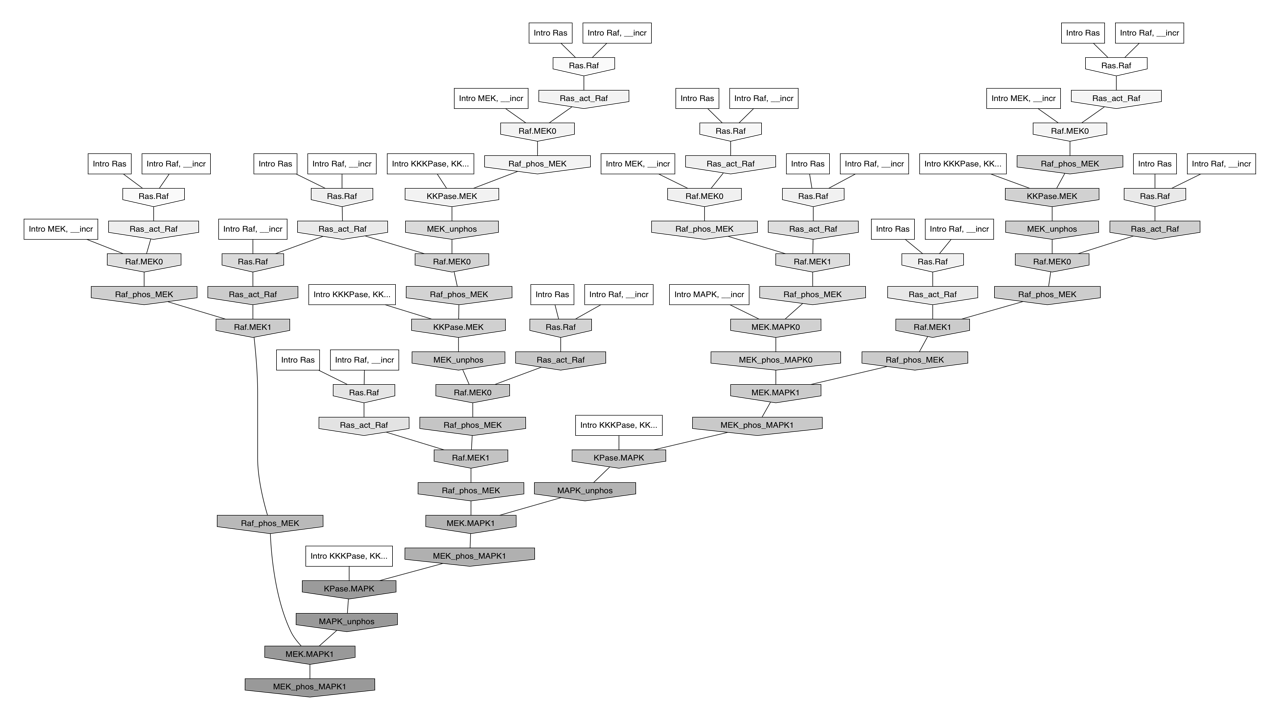 Intro Ras
Intro Raf, __incr
Intro Ras
Intro Raf, __incr
Ras.Raf
Ras.Raf
Intro MEK, __incr
Ras_act_Raf
Intro Ras
Intro Raf, __incr
Intro MEK, __incr
Ras_act_Raf
Raf.MEK0
Ras.Raf
Raf.MEK0
Intro Ras
Intro Raf, __incr
Intro Ras
Intro Raf, __incr
Intro KKKPase, KK...
Raf_phos_MEK
Intro MEK, __incr
Ras_act_Raf
Intro Ras
Intro Raf, __incr
Intro KKKPase, KK...
Raf_phos_MEK
Intro Ras
Intro Raf, __incr
Ras.Raf
Ras.Raf
KKPase.MEK
Raf.MEK0
Ras.Raf
KKPase.MEK
Ras.Raf
Intro MEK, __incr
Ras_act_Raf
Intro Raf, __incr
Ras_act_Raf
MEK_unphos
Raf_phos_MEK
Ras_act_Raf
Intro Ras
Intro Raf, __incr
MEK_unphos
Ras_act_Raf
Raf.MEK0
Ras.Raf
Raf.MEK0
Raf.MEK1
Ras.Raf
Raf.MEK0
Raf_phos_MEK
Ras_act_Raf
Intro KKKPase, KK...
Raf_phos_MEK
Intro Ras
Intro Raf, __incr
Intro MAPK, __incr
Raf_phos_MEK
Ras_act_Raf
Raf_phos_MEK
Raf.MEK1
KKPase.MEK
Ras.Raf
MEK.MAPK0
Raf.MEK1
Intro Ras
Intro Raf, __incr
MEK_unphos
Ras_act_Raf
MEK_phos_MAPK0
Raf_phos_MEK
Ras.Raf
Raf.MEK0
MEK.MAPK1
Ras_act_Raf
Raf_phos_MEK
Intro KKKPase, KK...
MEK_phos_MAPK1
Raf.MEK1
KPase.MAPK
Raf_phos_MEK
MAPK_unphos
Raf_phos_MEK
MEK.MAPK1
Intro KKKPase, KK...
MEK_phos_MAPK1
KPase.MAPK
MAPK_unphos
MEK.MAPK1
MEK_phos_MAPK1